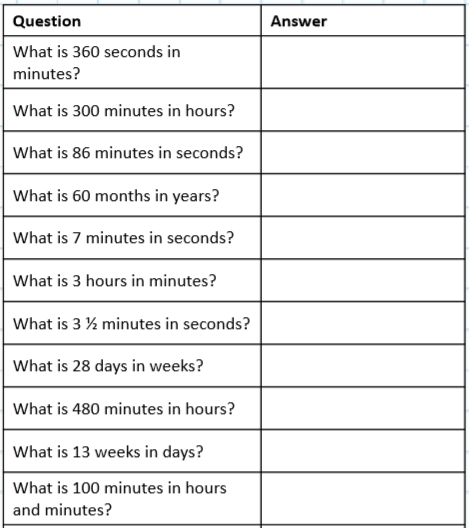 Question Answer
What is 360 seconds in
minutes?
What is 300 minutes in hours?
What is 86 minutes in seconds?
What is 60 months in years?
What is 7 minutes in seconds?
What is 3 hours in minutes?
What is 3 ½ minutes in seconds?
What is 28 days in weeks?
What is 480 minutes in hours?
What is 13 weeks in days?
What is 100 minutes in hours
and minutes?